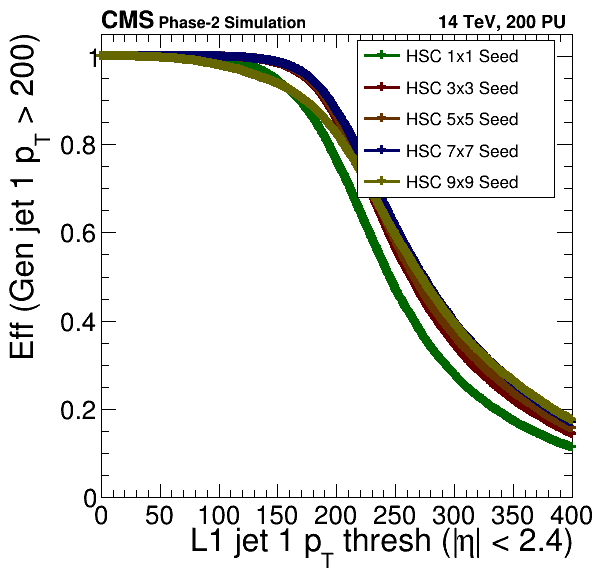 CMS Phase-2 Simulation 14 TeV, 200 PU
HSC 1x1 Seed
HSC 3x3 Seed
HSC 5x5 Seed
HSC 7x7 Seed
HSC 9x9 Seed
Eff (Gen jet 1 p_T > 200)
1
0.8
0.6
0.4
0.2
0
0 50 100 150 200 250 300 350 400
L1 jet 1 p_T thresh (|η| < 2.4)